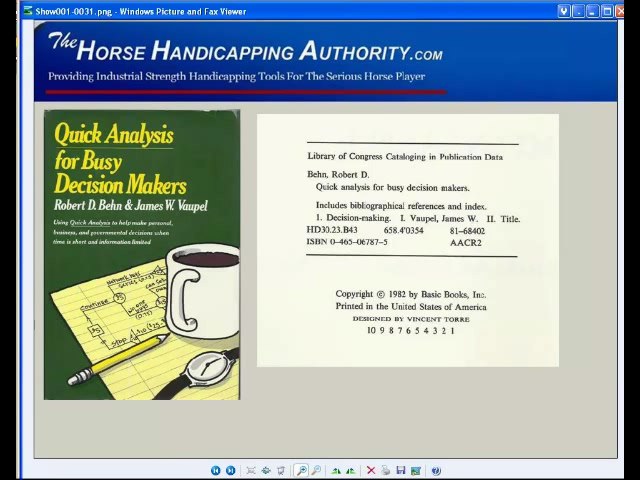 Show001-0031.png - Windows Picture and Fax Viewer
The HORSE HANDICAPPING AUTHORITY.COM
Providing Industrial Strength Handicapping Tools For The Serious Horse Player
Quick Analysis
for Busy
Decision Makers
Robert D. Behn & James W. Vaupel
Using Quick Analysis to help make personal,
business, and governmental decisions when
time is short and information limited
continue
stop
Library of Congress Cataloging in Publication Data
Behn, Robert D.
Quick analysis for busy decision makers.
Includes bibliographical references and index.
1. Decision-making. I. Vaupel, James W. II. Title.
HD30.23.B43 658.4'0354 81-68402
ISBN 0-465-06787-5 AACR2
Copyright © 1982 by Basic Books, Inc.
Printed in the United States of America
DESIGNED BY VINCENT TORRE
10 9 8 7 6 5 4 3 2 1